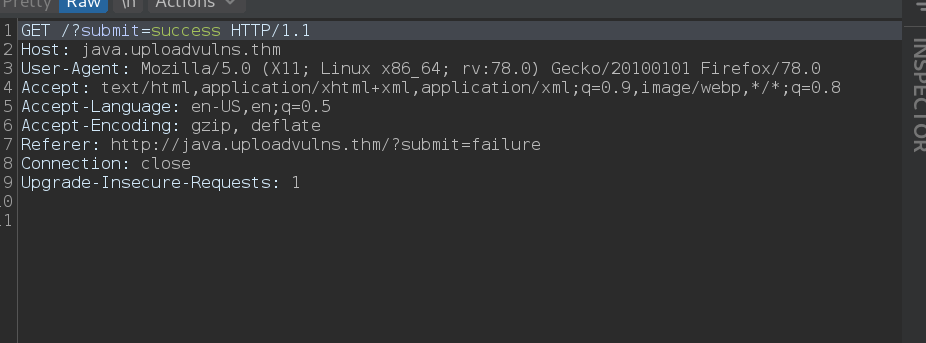 Pretty Raw \n Actions
1 GET /?submit=success HTTP/1.1
2 Host: java.uploadvulns.thm
3 User-Agent: Mozilla/5.0 (X11; Linux x86_64; rv:78.0) Gecko/20100101 Firefox/78.0
4 Accept: text/html,application/xhtml+xml,application/xml;q=0.9,image/webp,*/*;q=0.8
5 Accept-Language: en-US,en;q=0.5
6 Accept-Encoding: gzip, deflate
7 Referer: http://java.uploadvulns.thm/?submit=failure
8 Connection: close
9 Upgrade-Insecure-Requests: 1
10
11
INSPECTOR